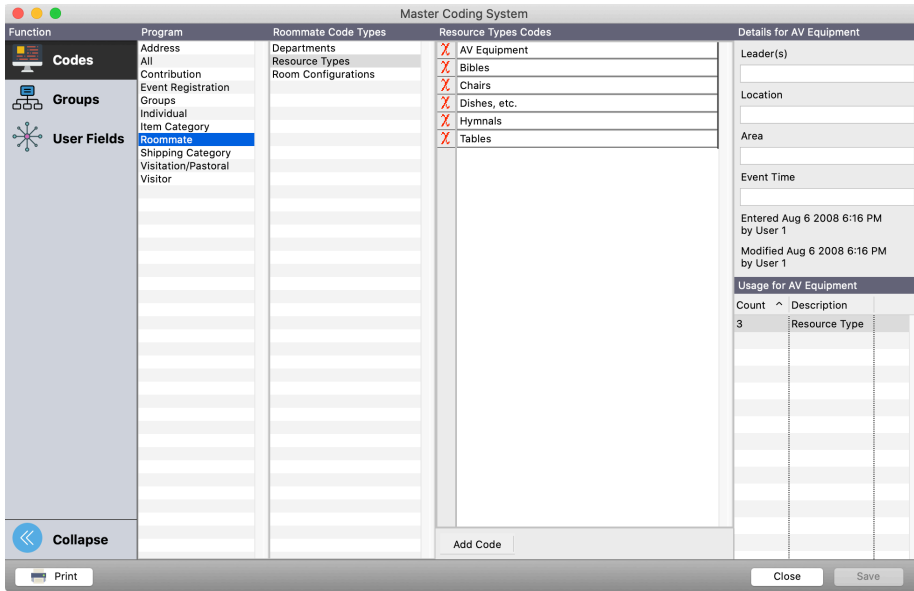 Master Coding System
Function
Codes
Groups
User Fields
Collapse
Program
Address
All
Contribution
Event Registration
Groups
Individual
Item Category
Roommate
Shipping Category
Visitation/Pastoral
Visitor
Roommate Code Types
Departments
Resource Types
Room Configurations
Resource Types Codes
AV Equipment
Bibles
Chairs
Dishes, etc.
Hymnals
Tables
Add Code
Details for AV Equipment
Leader(s)
Location
Area
Event Time
Entered Aug 6 2008 6:16 PM
by User 1
Modified Aug 6 2008 6:16 PM
by User 1
Usage for AV Equipment
Count Description
3 Resource Type
Print
Close
Save